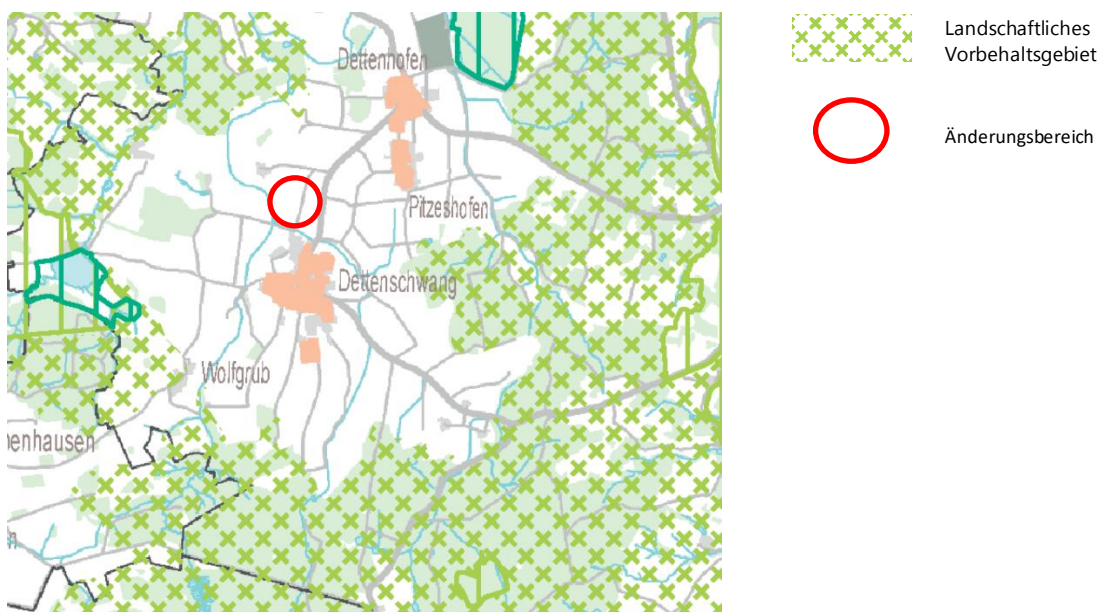 Dettenhofen
Pitzeshofen
Dettenschwang
Wolfgrub
enhausen
n
Landschaftliches
Vorbehaltsgebiet
Änderungsbereich